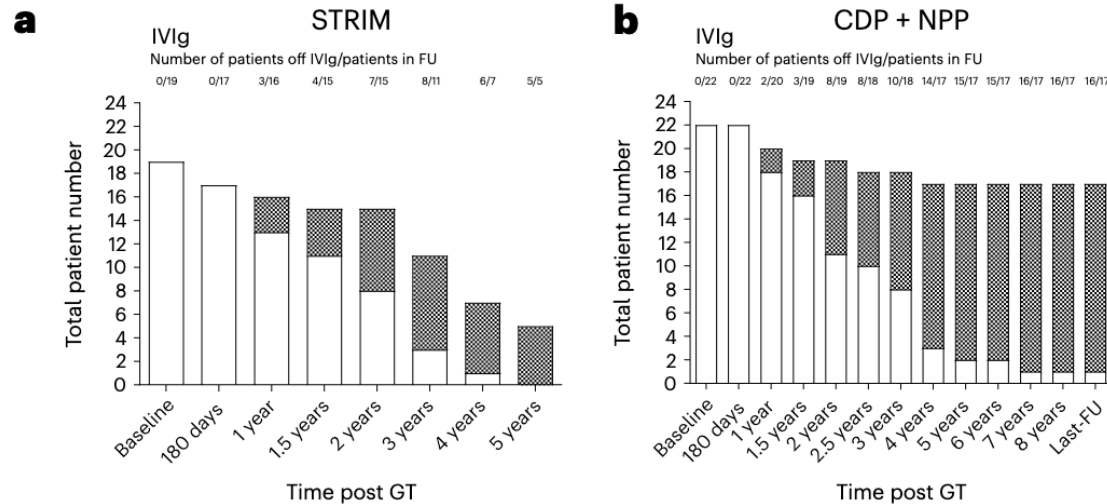 a
STRIM
IVIg
Number of patients off IVIg/patients in FU
0/19 0/17 3/16 4/15 7/15 8/11 6/7 5/5
Total patient number
24
22
20
18
16
14
12
10
8
6
4
2
0
Baseline 180 days 1 year 1.5 years 2 years 3 years 4 years 5 years
Time post GT
b
CDP + NPP
IVIg
Number of patients off IVIg/patients in FU
0/22 0/22 2/20 3/19 8/19 8/18 10/18 14/17 15/17 15/17 16/17 16/17 16/17
Total patient number
24
22
20
18
16
14
12
10
8
6
4
2
0
Baseline 180 days 1 year 1.5 years 2 years 2.5 years 3 years 4 years 5 years 6 years 7 years 8 years Last-FU
Time post GT